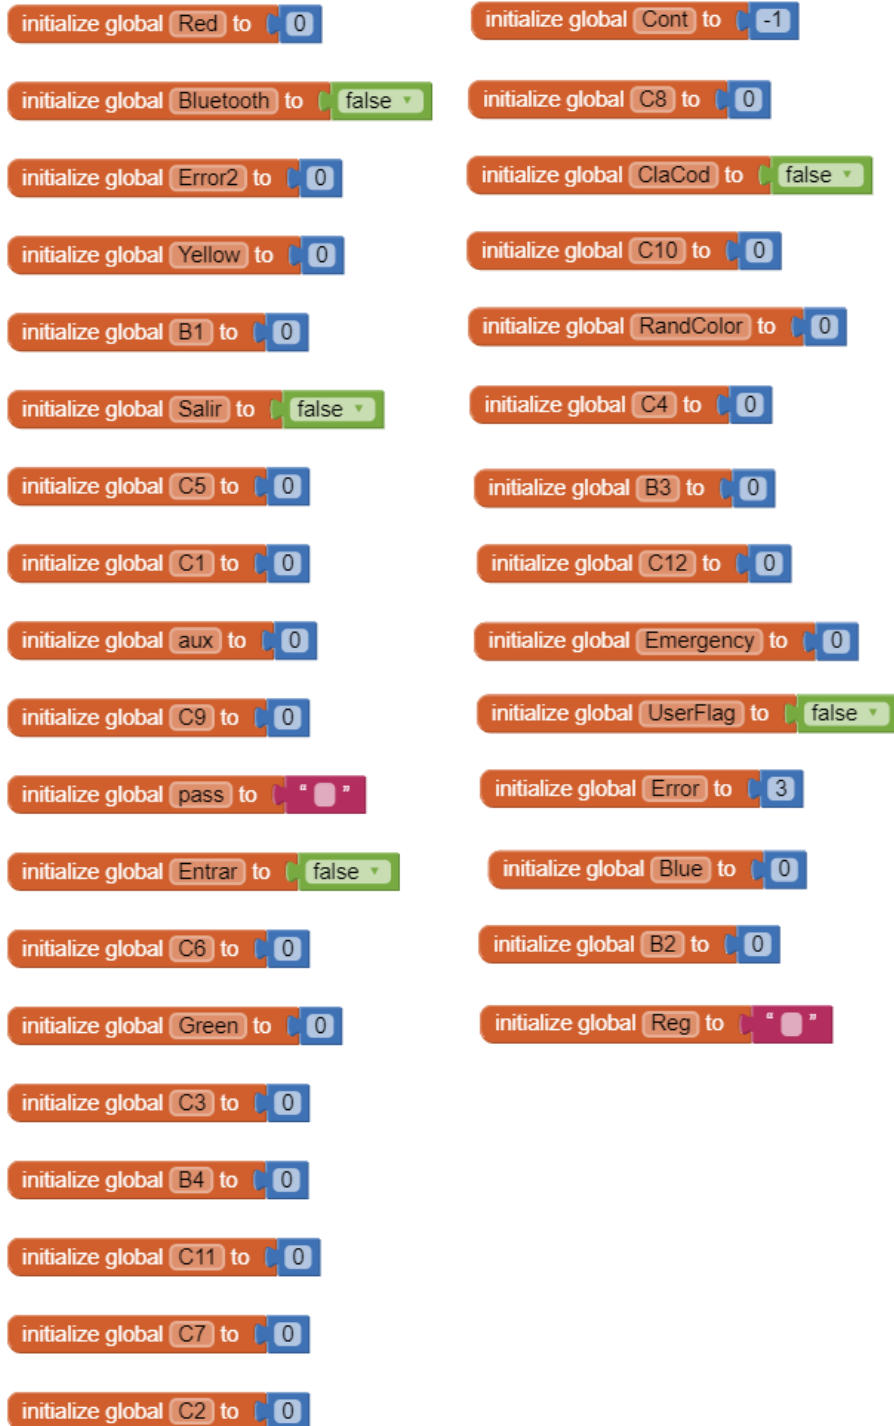 initialize global Red to 0
initialize global Bluetooth to false
initialize global Error2 to 0
initialize global Yellow to 0
initialize global B1 to 0
initialize global Salir to false
initialize global C5 to 0
initialize global C1 to 0
initialize global aux to 0
initialize global C9 to 0
initialize global pass to “ ”
initialize global Entrar to false
initialize global C6 to 0
initialize global Green to 0
initialize global C3 to 0
initialize global B4 to 0
initialize global C11 to 0
initialize global C7 to 0
initialize global C2 to 0
initialize global Cont to -1
initialize global C8 to 0
initialize global ClaCod to false
initialize global C10 to 0
initialize global RandColor to 0
initialize global C4 to 0
initialize global B3 to 0
initialize global C12 to 0
initialize global Emergency to 0
initialize global UserFlag to false
initialize global Error to 3
initialize global Blue to 0
initialize global B2 to 0
initialize global Reg to “ ”